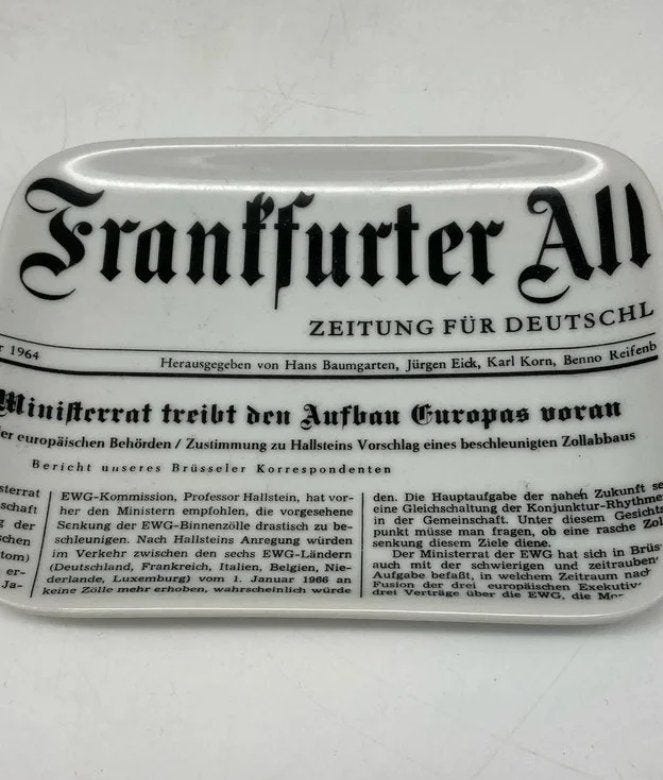 Frankfurter All
ZEITUNG FÜR DEUTSCHL
1964
Herausgegeben von Hans Baumgarten, Jürgen Eick, Karl Korn, Benno Reifenb
Ministerrat treibt den Aufbau Europas voran
er europäischen Behörden / Zustimmung zu Hallsteins Vorschlag eines beschleunigten Zollabbaus
Bericht unseres Brüsseler Korrespondenten
sterrat
schaft
g der
schen
tom)
er-
Ja-
EWG-Kommission, Professor Hallstein, hat vor-
her den Ministern empfohlen, die vorgesehene
Senkung der EWG-Binnenzölle drastisch zu be-
schleunigen. Nach Hallsteins Anregung würden
im Verkehr zwischen den sechs EWG-Ländern
(Deutschland, Frankreich, Italien, Belgien, Nie-
derlande, Luxemburg) vom 1. Januar 1966 an
keine Zölle mehr erhoben, wahrscheinlich würde
den. Die Hauptaufgabe der nahen Zukunft se
eine Gleichschaltung der Konjunktur-Rhythme
in der Gemeinschaft. Unter diesem Gesichts
punkt müsse man fragen, ob eine rasche Zol
senkung diesem Ziele diene.
Der Ministerrat der EWG hat sich in Brüs
auch mit der schwierigen und zeitrauben
Aufgabe befaßt, in welchem Zeitraum nach
Fusion der drei europäischen Exekutiv
drei Verträge über die EWG, die Mo